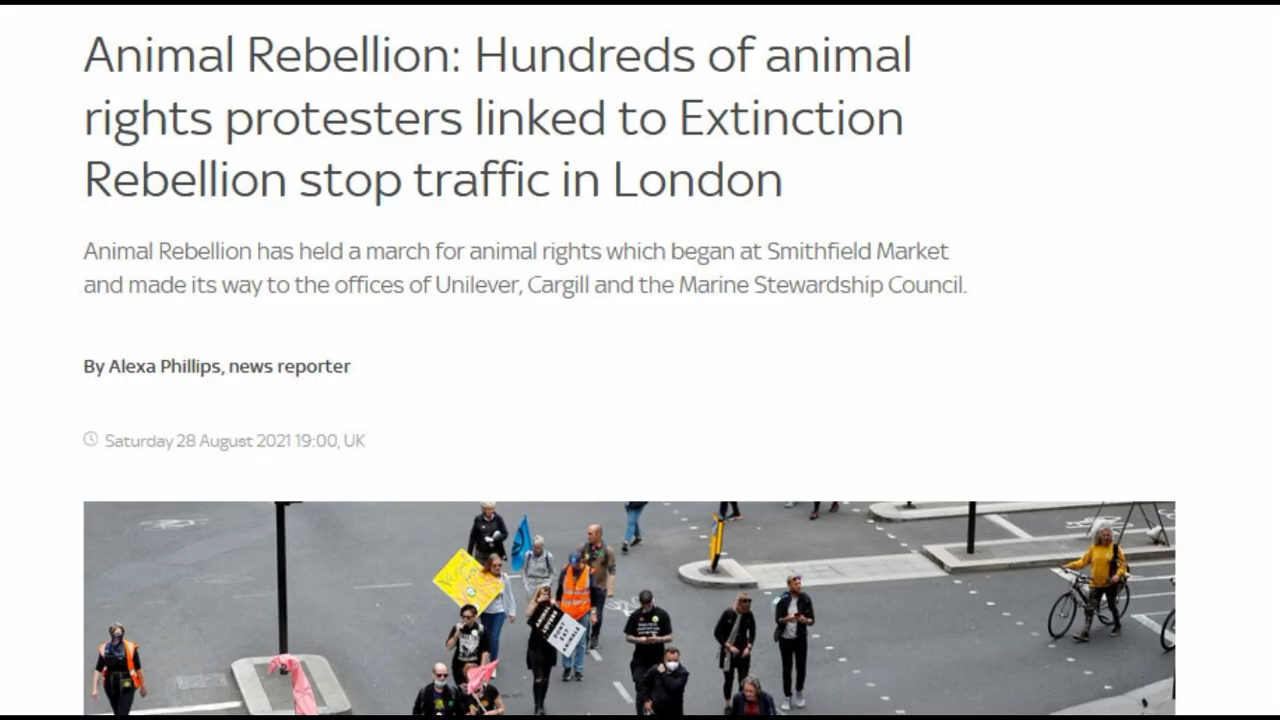 Animal Rebellion: Hundreds of animal
rights protesters linked to Extinction
Rebellion stop traffic in London
Animal Rebellion has held a march for animal rights which began at Smithfield Market
and made its way to the offices of Unilever, Cargill and the Marine Stewardship Council.
By Alexa Phillips, news reporter
Saturday 28 August 2021 19:00, UK